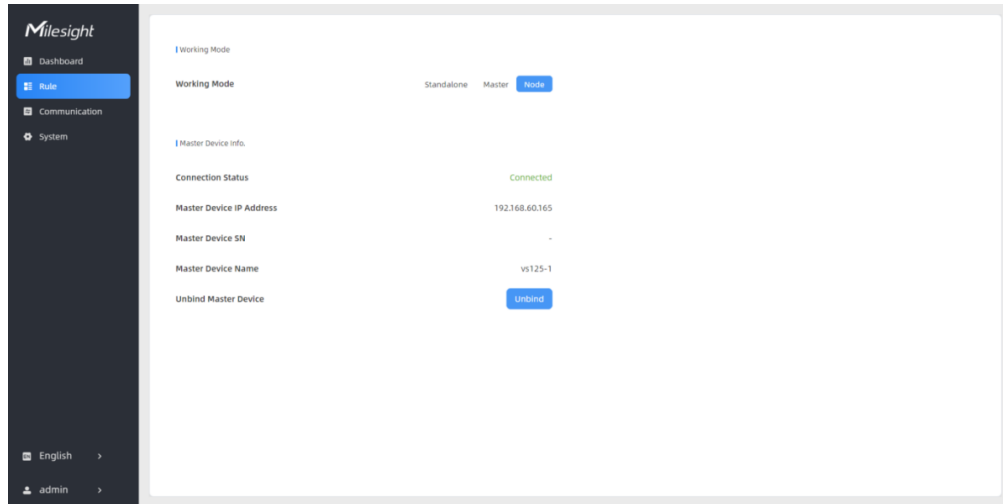 Milesight
Dashboard
Rule
Communication
System
EN English >
admin >
Working Mode
Working Mode Standalone Master Node
Master Device Info.
Connection Status Connected
Master Device IP Address 192.168.60.165
Master Device SN -
Master Device Name vs125-1
Unbind Master Device Unbind